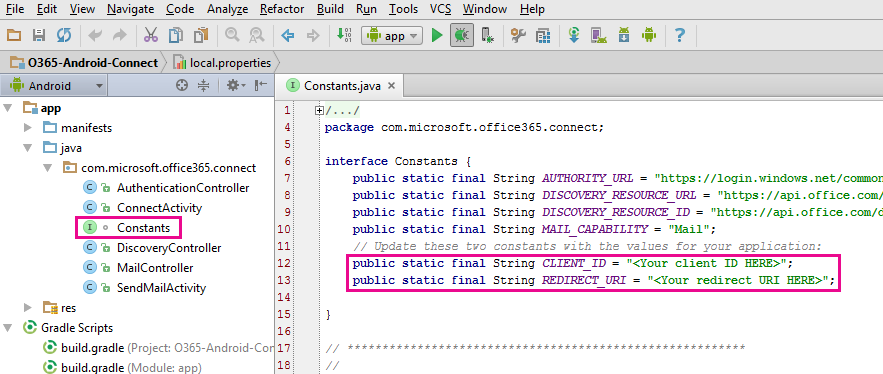 File Edit View Navigate Code Analyze Refactor Build Run Tools VCS Window Help
app
O365-Android-Connect local.properties
Android
Constants.java
app
manifests
java
com.microsoft.office365.connect
C AuthenticationController
C ConnectActivity
I Constants
C DiscoveryController
C MailController
C SendMailActivity
res
Gradle Scripts
build.gradle (Project: O365-Android-Con
build.gradle (Module: app)
1 /.../
4 package com.microsoft.office365.connect;
5
6 interface Constants {
7 public static final String AUTHORITY_URL = "https://login.windows.net/common
8 public static final String DISCOVERY_RESOURCE_URL = "https://api.office.com/
9 public static final String DISCOVERY_RESOURCE_ID = "https://api.office.com/d
10 public static final String MAIL_CAPABILITY = "Mail";
11 // Update these two constants with the values for your application:
12 public static final String CLIENT_ID = "<Your client ID HERE>";
13 public static final String REDIRECT_URI = "<Your redirect URI HERE>";
14
15 }
16
17 // *********************************************************
18 //